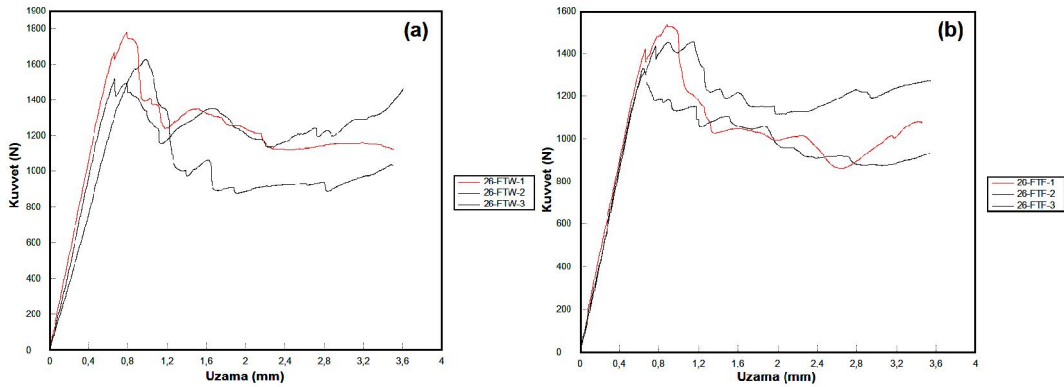 (a)
Kuvvet (N)
1900
1800
1600
1400
1200
1000
800
600
400
200
0
0 0,4 0,8 1,2 1,6 2 2,4 2,8 3,2 3,6 4
Uzama (mm)
26-FTW-1
26-FTW-2
26-FTW-3
(b)
Kuvvet (N)
1600
1400
1200
1000
800
600
400
200
0
0 0,4 0,8 1,2 1,6 2 2,4 2,8 3,2 3,6 4
Uzama (mm)
26-FTF-1
26-FTF-2
26-FTF-3